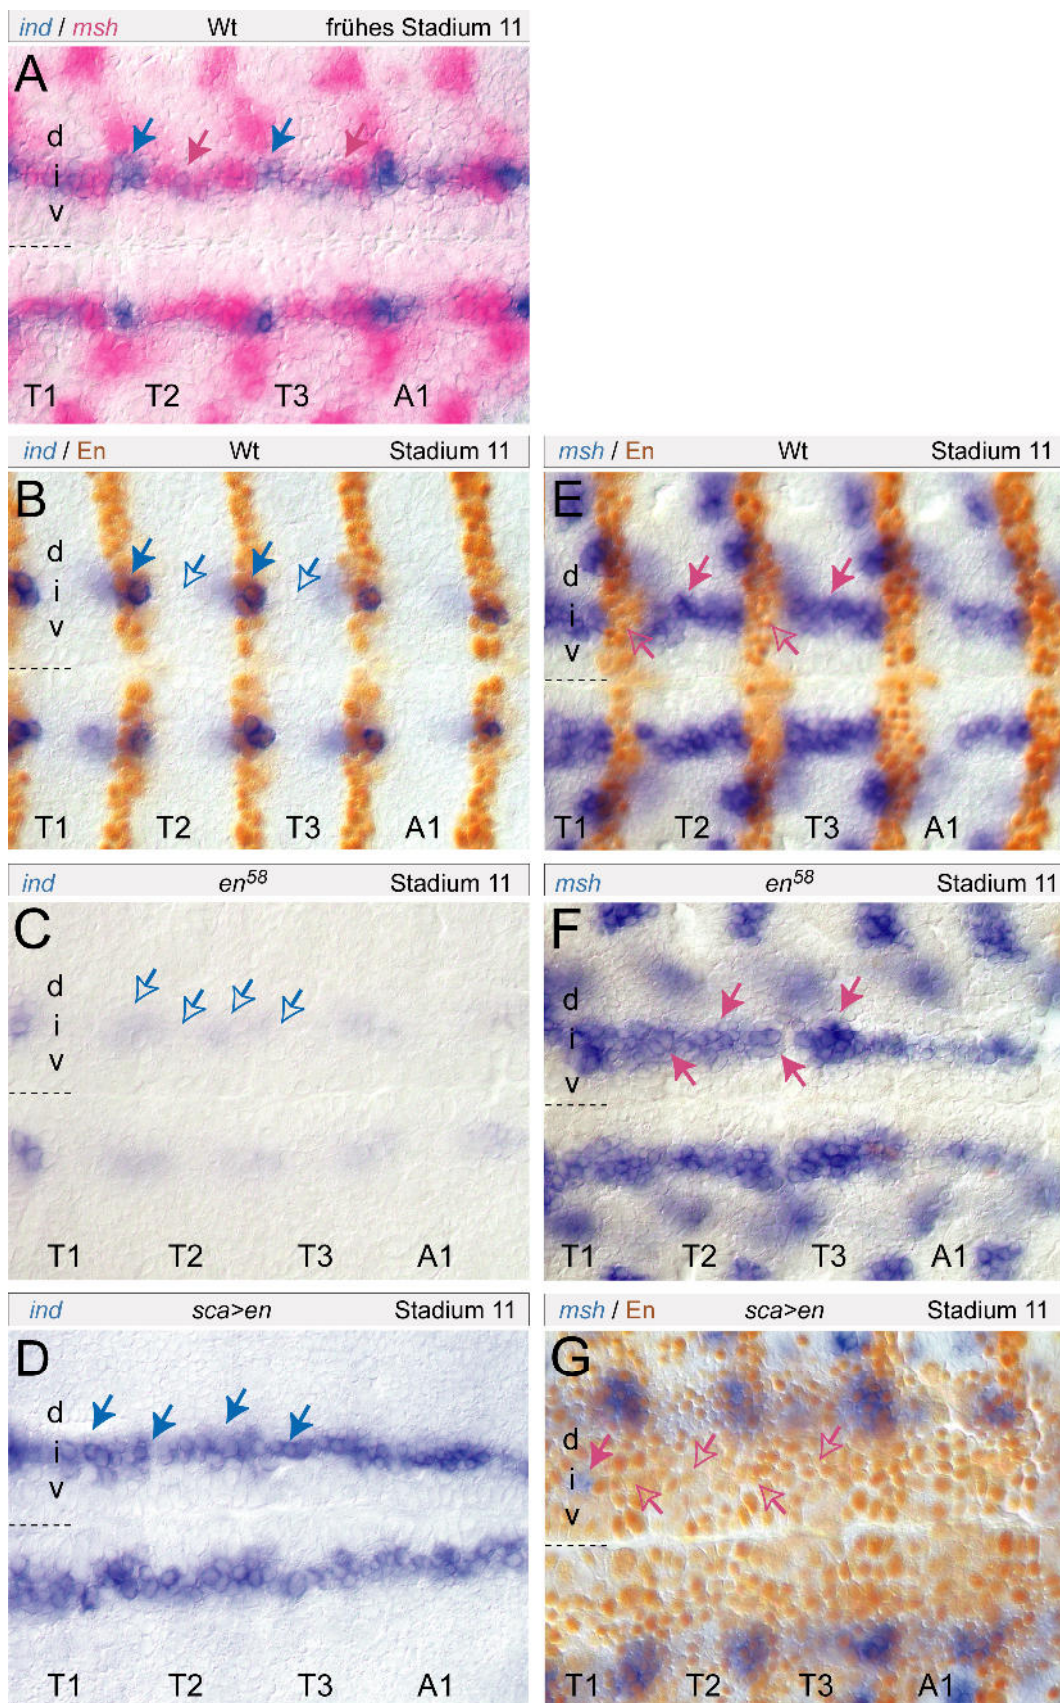 ind / msh Wt frühes Stadium 11
A
d
i
v
T1 T2 T3 A1
ind / En Wt Stadium 11
B
d
i
v
T1 T2 T3 A1
msh / En Wt Stadium 11
E
d
i
v
T1 T2 T3 A1
ind en58 Stadium 11
C
d
i
v
T1 T2 T3 A1
msh en58 Stadium 11
F
d
i
v
T1 T2 T3 A1
ind sca>en Stadium 11
D
d
i
v
T1 T2 T3 A1
msh / En sca>en Stadium 11
G
d
i
v
T1 T2 T3 A1